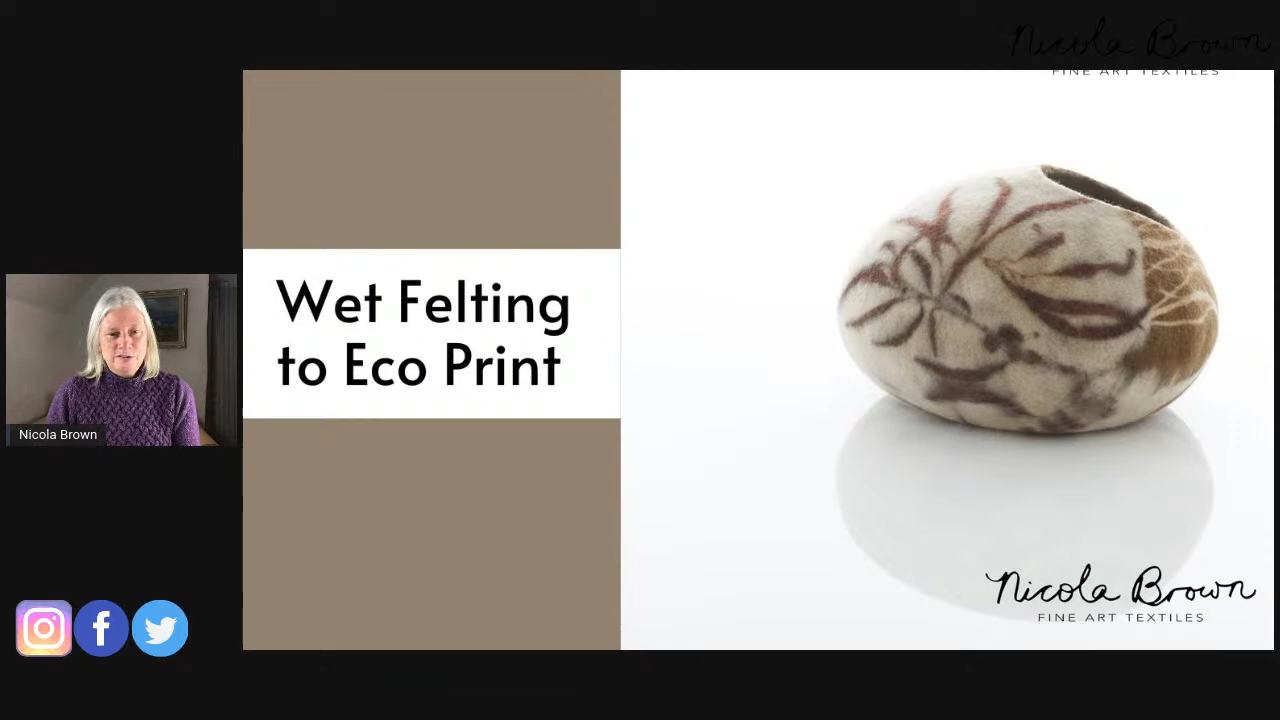 Nicola Brown
FINE ART TEXTILES
Wet Felting
to Eco Print
Nicola Brown
Nicola Brown
FINE ART TEXTILES